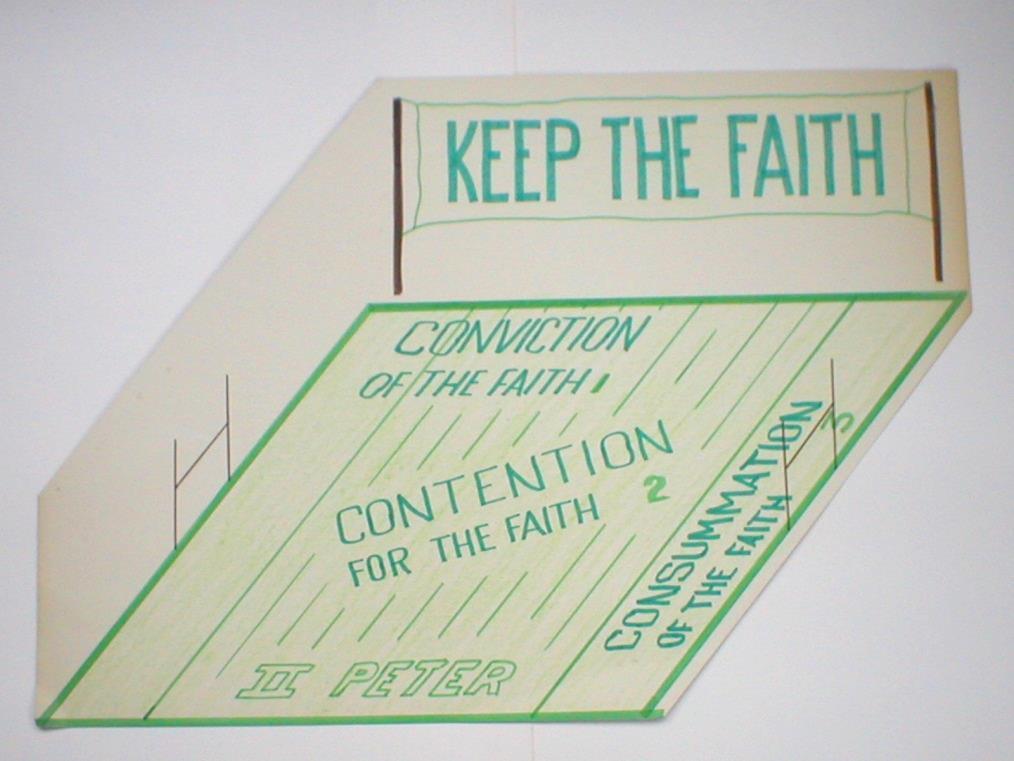 KEEP THE FAITH
CONVICTION
OF THE FAITH 1
CONTENTION
FOR THE FAITH 2
CONSUMMATION
OF THE FAITH 3
II PETER